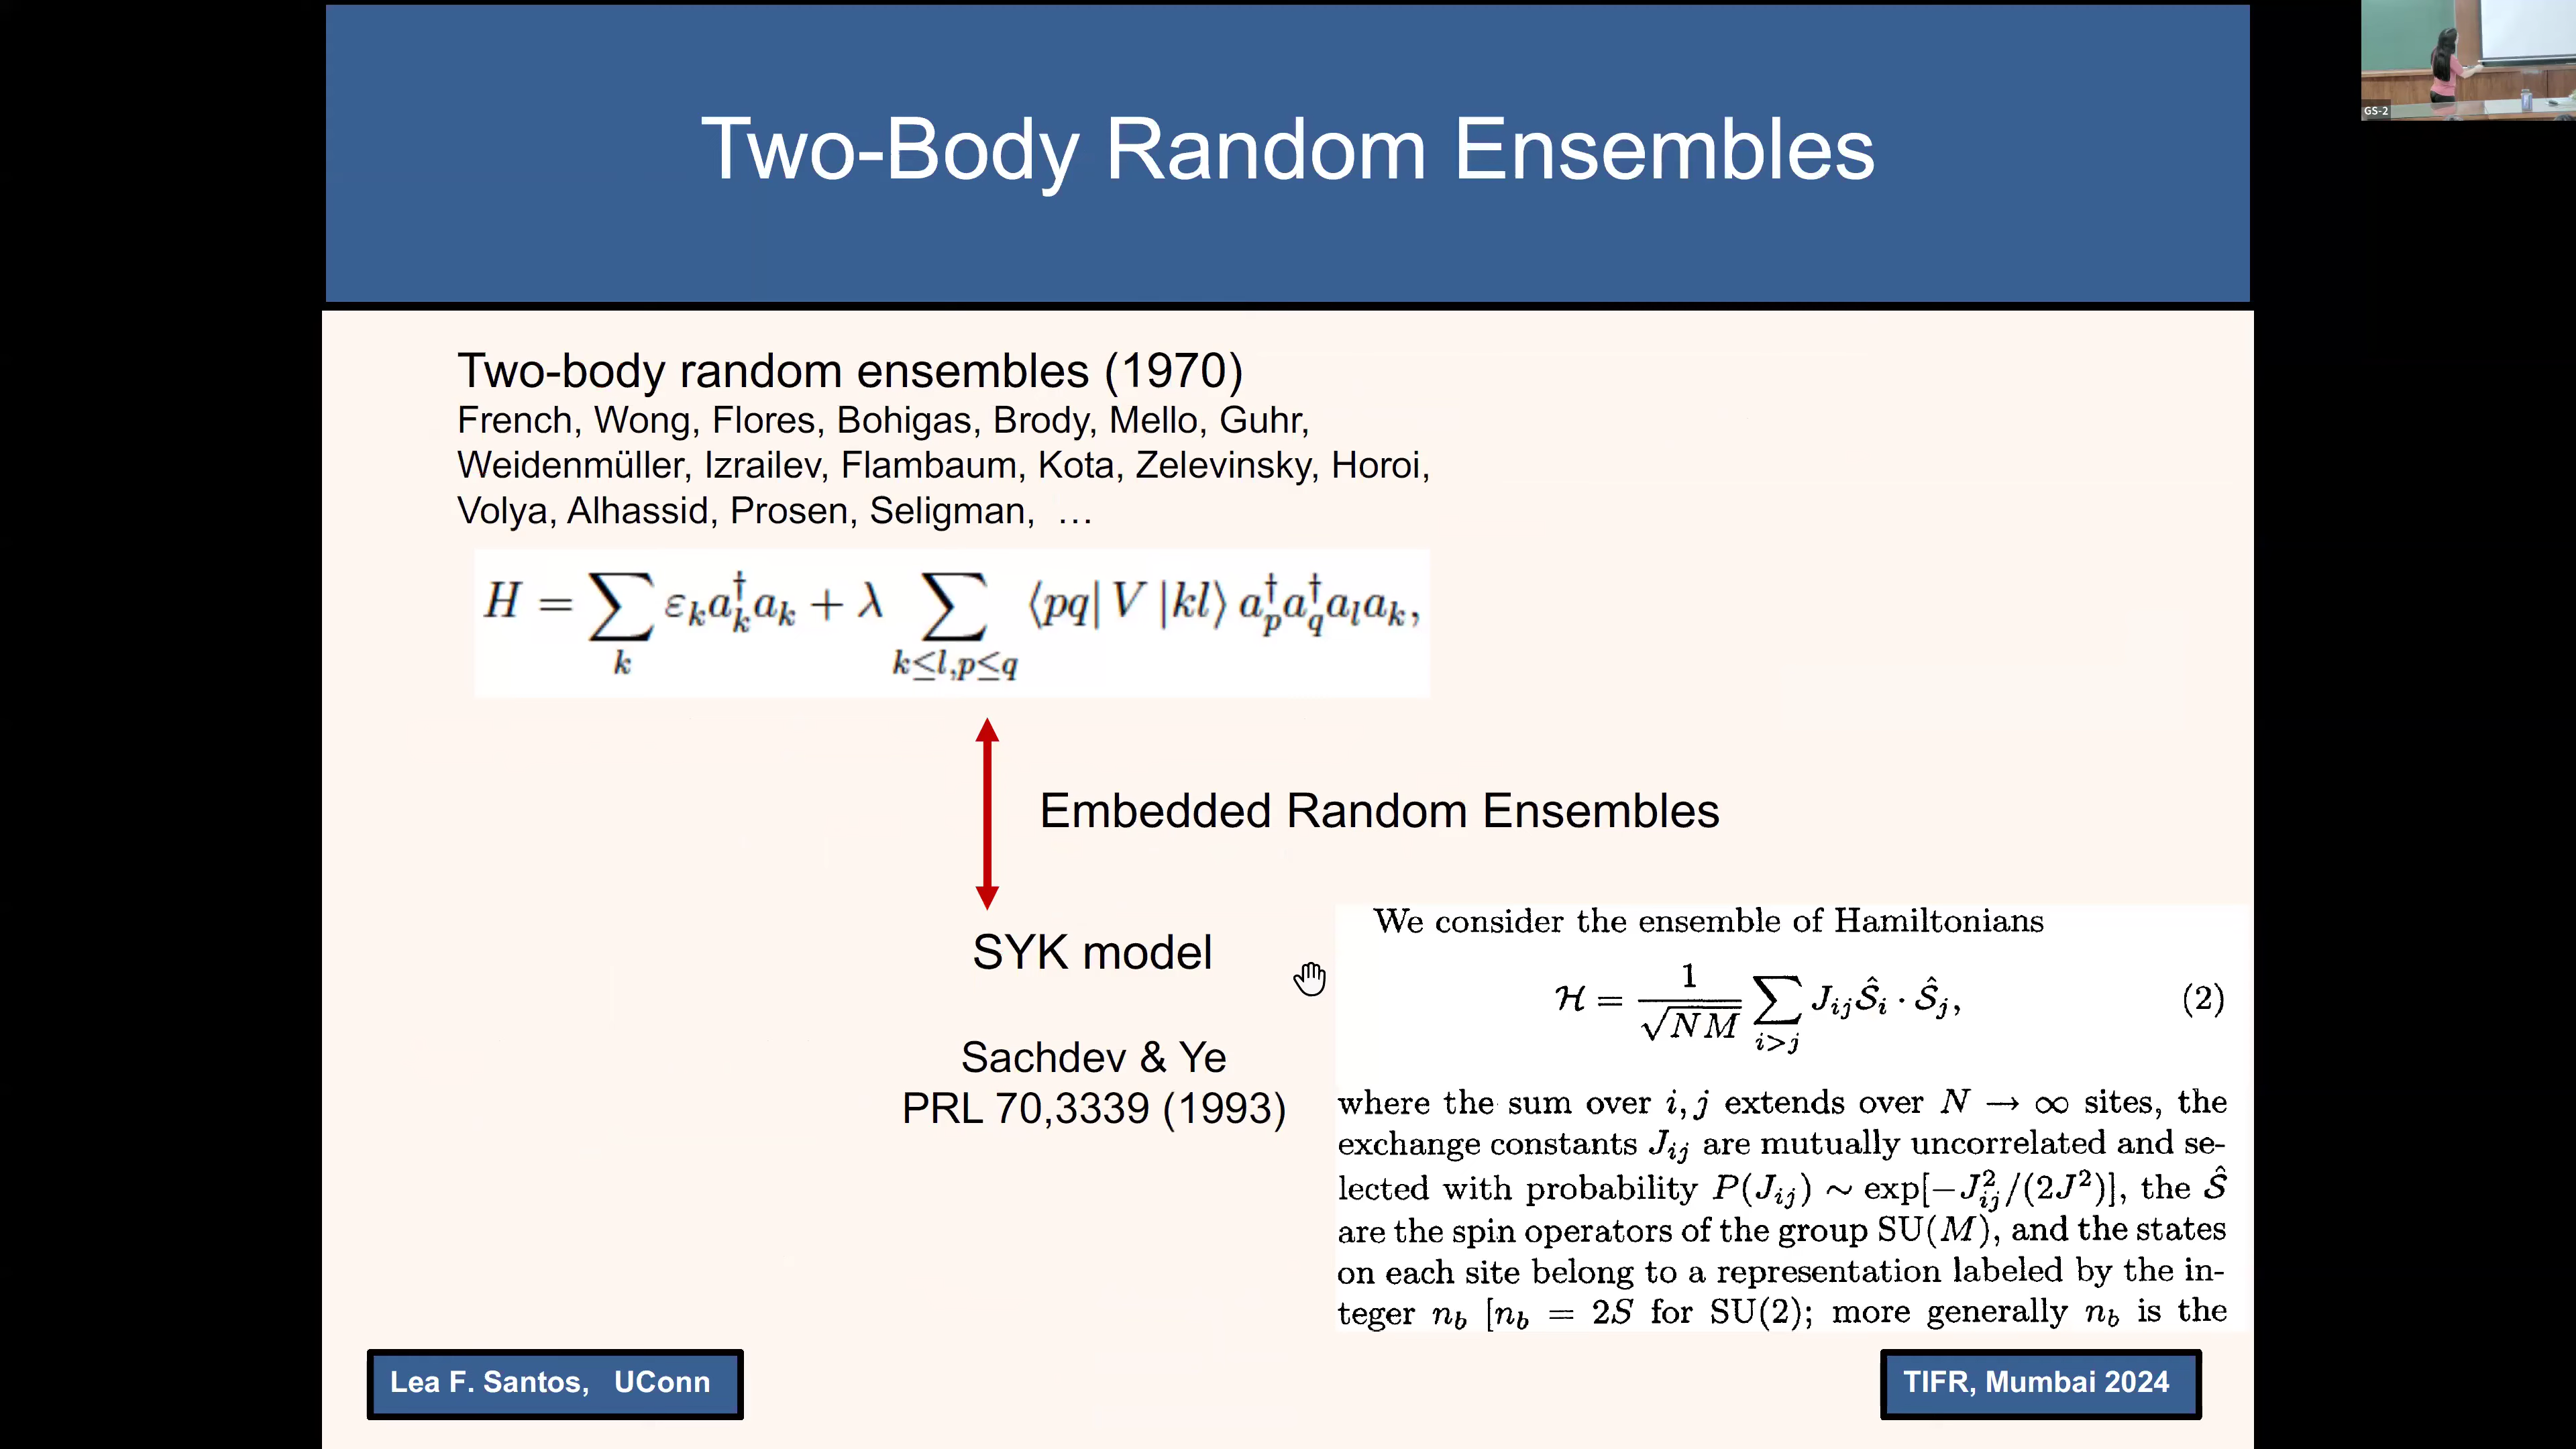 GS-2
Two-Body Random Ensembles
Two-body random ensembles (1970)
French, Wong, Flores, Bohigas, Brody, Mello, Guhr,
Weidenmüller, Izrailev, Flambaum, Kota, Zelevinsky, Horoi,
Volya, Alhassid, Prosen, Seligman, …
H = ∑_k ε_k a_k^† a_k + λ ∑_{k≤l,p≤q} ⟨pq| V |kl⟩ a_p^† a_q^† a_l a_k,
Embedded Random Ensembles
SYK model
Sachdev & Ye
PRL 70,3339 (1993)
We consider the ensemble of Hamiltonians
ℋ = 1/√(NM) ∑_{i>j} J_{ij} Ŝ_i · Ŝ_j, (2)
where the sum over i, j extends over N → ∞ sites, the
exchange constants J_{ij} are mutually uncorrelated and se-
lected with probability P(J_{ij}) ∼ exp[−J_{ij}^2/(2J^2)], the Ŝ
are the spin operators of the group SU(M), and the states
on each site belong to a representation labeled by the in-
teger n_b [n_b = 2S for SU(2); more generally n_b is the
Lea F. Santos, UConn
TIFR, Mumbai 2024